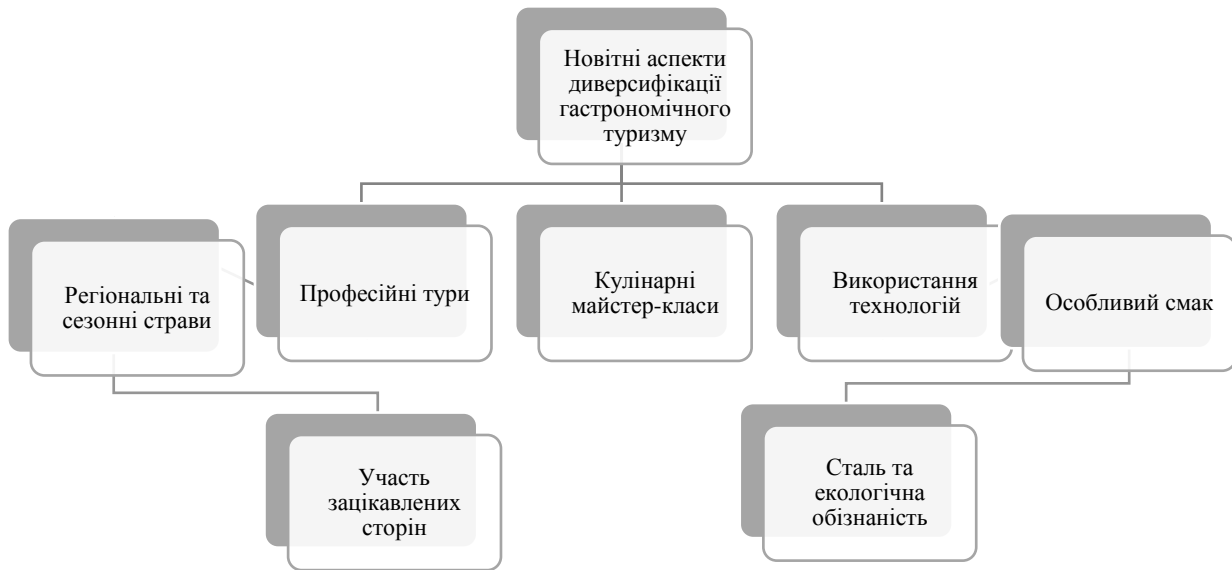 Новітні аспекти
диверсифікації
гастрономічного
туризму
Регіональні та
сезонні страви
Професійні тури
Кулінарні
майстер-класи
Використання
технологій
Особливий смак
Участь
зацікавлених
сторін
Сталь та
екологічна
обізнаність